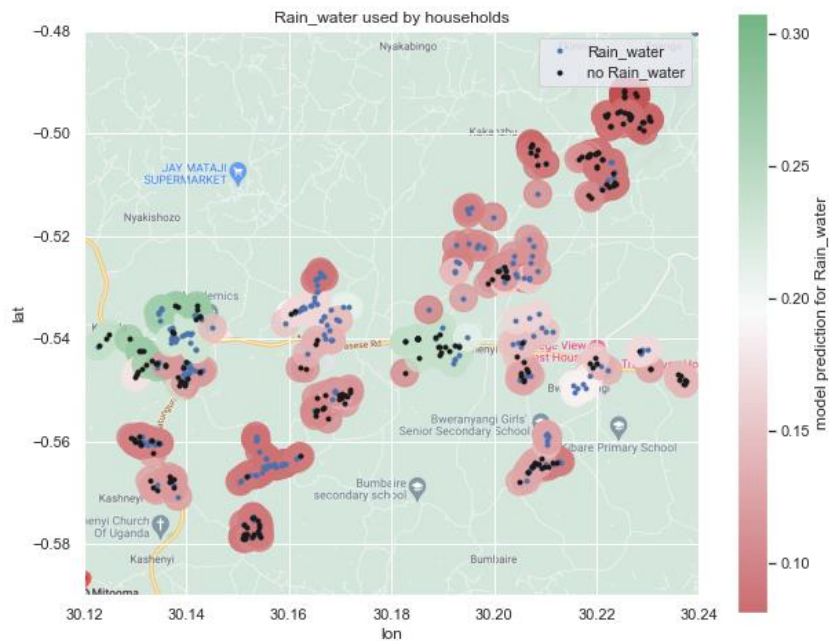 Rain_water used by households
Nyakabingo
Rain_water
no Rain_water
JAY MATAJI
SUPERMARKET
Nyakishozo
Bweranyangi Girls'
Senior Secondary School
Kibare Primary School
Bumbaire
secondary school
Kashenyi
Bumbaire
Mitooma
Of Uganda
−0.48
−0.50
−0.52
−0.54
−0.56
−0.58
lat
30.12
30.14
30.16
30.18
30.20
30.22
30.24
lon
0.30
0.25
0.20
0.15
0.10
model prediction for Rain_water